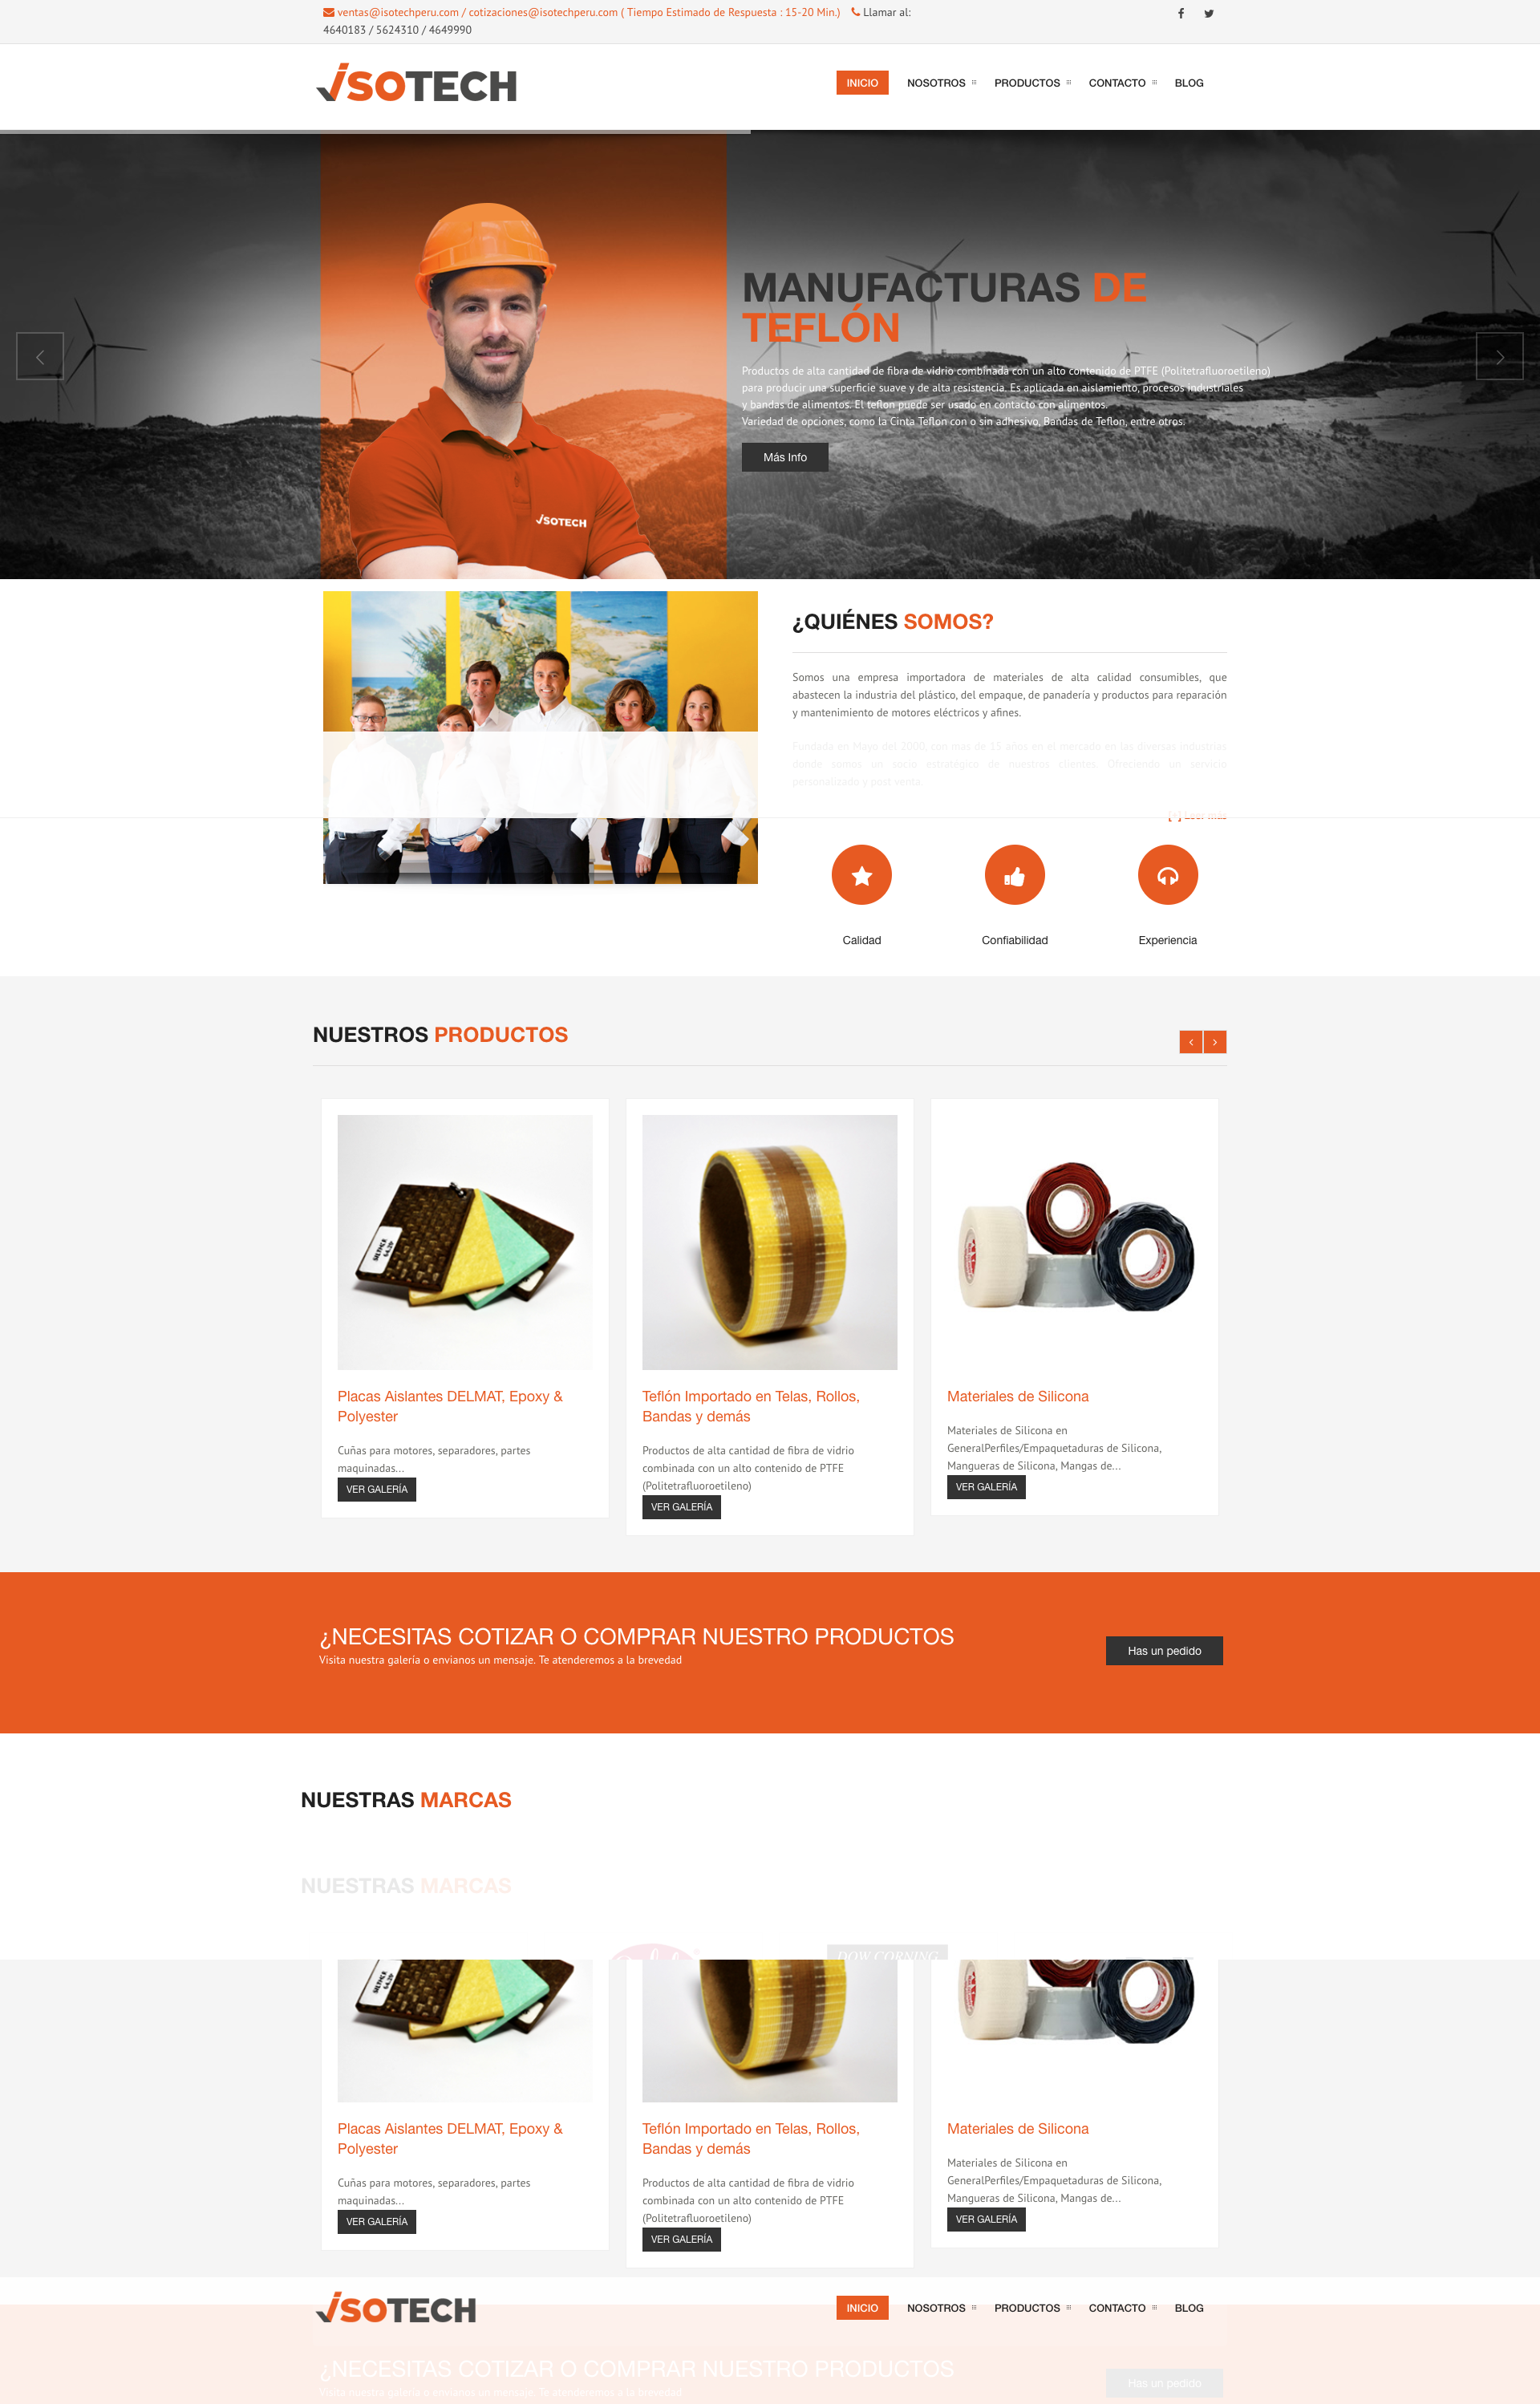 ventas@isotechperu.com / cotizaciones@isotechperu.com ( Tiempo Estimado de Respuesta : 15-20 Min.) Llamar al:
4640183 / 5624310 / 4649990
ISOTECH
INICIO NOSOTROS PRODUCTOS CONTACTO BLOG
MANUFACTURAS DE
TEFLÓN
Productos de alta cantidad de fibra de vidrio combinada con un alto contenido de PTFE (Politetrafluoroetileno)
para producir una superficie suave y de alta resistencia. Es aplicada en aislamiento, procesos industriales
y bandas de alimentos. El teflon puede ser usado en contacto con alimentos.
Variedad de opciones, como la Cinta Teflon con o sin adhesivo, Bandas de Teflon, entre otros.
Más Info
ISOTECH
¿QUIÉNES SOMOS?
Somos una empresa importadora de materiales de alta calidad consumibles, que
abastecen la industria del plástico, del empaque, de panadería y productos para reparación
y mantenimiento de motores eléctricos y afines.
Fundada en Mayo del 2000, con mas de 15 años en el mercado en las diversas industrias
donde somos un socio estratégico de nuestros clientes. Ofreciendo un servicio
personalizado y post venta.
Calidad Confiabilidad Experiencia
NUESTROS PRODUCTOS
Placas Aislantes DELMAT, Epoxy &
Polyester
Cuñas para motores, separadores, partes
maquinadas...
VER GALERÍA
Teflón Importado en Telas, Rollos,
Bandas y demás
Productos de alta cantidad de fibra de vidrio
combinada con un alto contenido de PTFE
(Politetrafluoroetileno)
VER GALERÍA
Materiales de Silicona
Materiales de Silicona en
GeneralPerfiles/Empaquetaduras de Silicona,
Mangueras de Silicona, Mangas de...
VER GALERÍA
¿NECESITAS COTIZAR O COMPRAR NUESTRO PRODUCTOS
Visita nuestra galería o envianos un mensaje. Te atenderemos a la brevedad
Has un pedido
NUESTRAS MARCAS
NUESTRAS MARCAS
DOW CORNING
Placas Aislantes DELMAT, Epoxy &
Polyester
Cuñas para motores, separadores, partes
maquinadas...
VER GALERÍA
Teflón Importado en Telas, Rollos,
Bandas y demás
Productos de alta cantidad de fibra de vidrio
combinada con un alto contenido de PTFE
(Politetrafluoroetileno)
VER GALERÍA
Materiales de Silicona
Materiales de Silicona en
GeneralPerfiles/Empaquetaduras de Silicona,
Mangueras de Silicona, Mangas de...
VER GALERÍA
ISOTECH
INICIO NOSOTROS PRODUCTOS CONTACTO BLOG
¿NECESITAS COTIZAR O COMPRAR NUESTRO PRODUCTOS
Visita nuestra galería o envianos un mensaje. Te atenderemos a la brevedad
Has un pedido